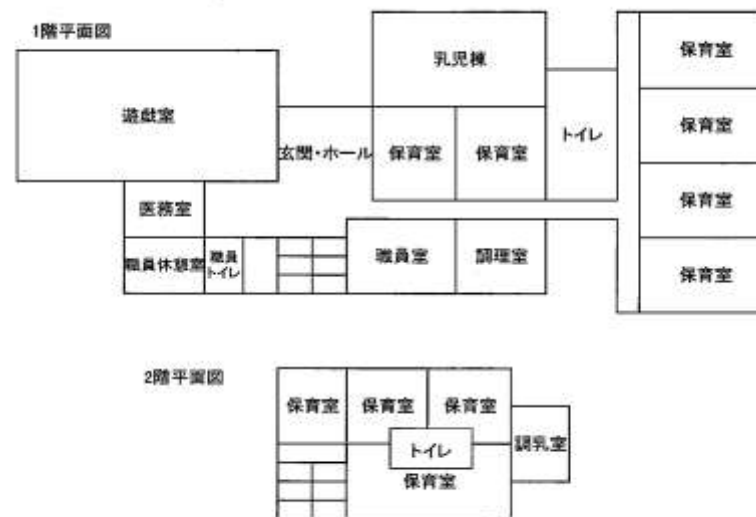 1階平面図
乳児棟
保育室
遊戯室
玄関・ホール
保育室
保育室
トイレ
保育室
医務室
保育室
職員休憩室
職員
トイレ
職員室
調理室
保育室
2階平面図
保育室
保育室
保育室
トイレ
調乳室
保育室